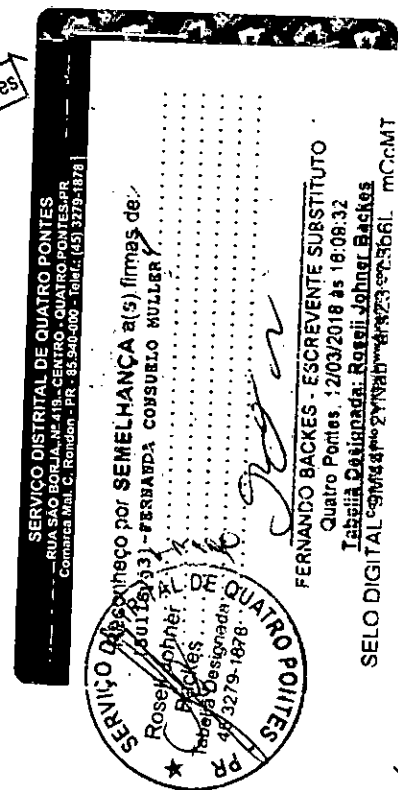 SERVIÇO DISTRITAL DE QUATRO PONTES
RUA SÃO BORJA, Nº 419 - CENTRO - QUATRO PONTES-PR
Comarca Mal. C. Rondon - PR - 85.940-000 - Telef.: (45) 3279-1878
Reconheço por SEMELHANÇA a(s) firmas de:
FERNANDA CONSUELO MULLER
SERVIÇO DISTRITAL DE QUATRO PONTES
PR
Roseli Johner
Backes
Tabeliã Designada
45 3279-1878
FERNANDO BACKES - ESCREVENTE SUBSTITUTO
Quatro Pontes, 12/03/2018 às 16:09:32
Tabeliã Designada: Roseli Johner Backes
SELO DIGITAL